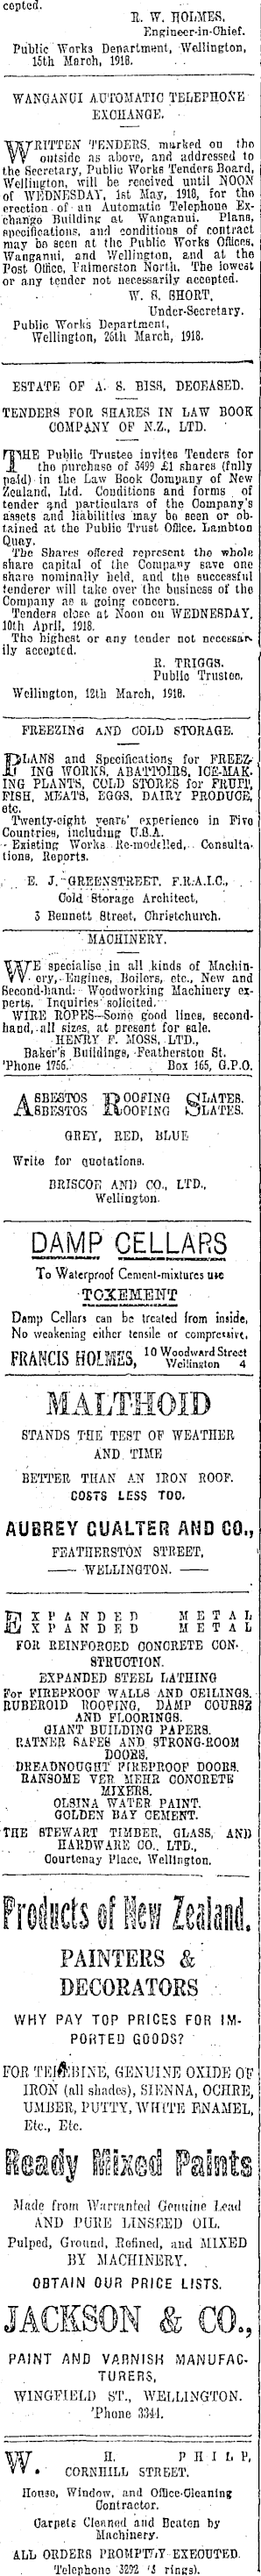 cepted.
R. W. HOLMES,
Engineer-in-Chief.
Public Works Department, Wellington,
15th March, 1918.
WANGANUI AUTOMATIC TELEPHONE
EXCHANGE.
WRITTEN TENDERS, marked on the
outside as above, and addressed to
the Secretary, Public Works Tenders Board,
Wellington, will be received until NOON
of WEDNESDAY, 1st May, 1918, for the
erection of an Automatic Telephone Ex-
change Building at Wanganui. Plans,
specifications, and conditions of contract
may be seen at the Public Works Offices,
Wanganui, and Wellington, and at the
Post Office, Palmerston North. The lowest
or any tender not necessarily accepted.
W. S. SHORT,
Under-Secretary.
Public Works Department,
Wellington, 26th March, 1918.
ESTATE OF A. S. BISS, DECEASED.
TENDERS FOR SHARES IN LAW BOOK
COMPANY OF N.Z., LTD.
THE Public Trustee invites Tenders for
the purchase of 3499 £1 shares (fully
paid) in the Law Book Company of New
Zealand, Ltd. Conditions and forms of
tender and particulars of the Company's
assets and liabilities may be seen or ob-
tained at the Public Trust Office, Lambton
Quay.
The Shares offered represent the whole
share capital of the Company save one
share nominally held, and the successful
tenderer will take over the business of the
Company as a going concern.
Tenders close at Noon on WEDNESDAY,
10th April, 1918.
The highest or any tender not necessar-
ily accepted.
R. TRIGGS,
Public Trustee.
Wellington, 12th March, 1918.
FREEZING AND COLD STORAGE.
PLANS and Specifications for FREEZ-
ING WORKS, ABATTOIRS, ICE-MAK-
ING PLANTS, COLD STORES for FRUIT,
FISH, MEATS, EGGS, DAIRY PRODUCE,
etc.
Twenty-eight years' experience in Five
Countries, including U.S.A.
Existing Works Re-modelled, Consulta-
tions, Reports.
E. J. GREENSTREET, F.R.A.I.C.,
Cold Storage Architect,
3 Bennett Street, Christchurch.
MACHINERY.
WE specialise in all kinds of Machin-
ery, Engines, Boilers, etc., New and
Second-hand. Woodworking Machinery ex-
perts. Inquiries solicited.
WIRE ROPES—Some good lines, second-
hand, all sizes, at present for sale.
HENRY F. MOSS, LTD.,
Baker's Buildings, Featherston St.
'Phone 1756. Box 165, G.P.O.
ASBESTOS ROOFING SLATES.
ASBESTOS ROOFING SLATES.
GREY, RED, BLUE
Write for quotations.
BRISCOE AND CO., LTD.,
Wellington.
DAMP CELLARS
To Waterproof Cement-mixtures use
TOXEMENT
Damp Cellars can be treated from inside,
No weakening either tensile or compressive.
FRANCIS HOLMES, 10 Woodward Street
Wellington 4
MALTHOID
STANDS THE TEST OF WEATHER
AND TIME
BETTER THAN AN IRON ROOF.
COSTS LESS TOO.
AUBREY GUALTER AND CO.,
FEATHERSTON STREET,
— WELLINGTON. —
EXPANDED METAL
EXPANDED METAL
FOR REINFORCED CONCRETE CON-
STRUCTION.
EXPANDED STEEL LATHING
For FIREPROOF WALLS AND CEILINGS.
RUBEROID ROOFING, DAMP COURSE
AND FLOORINGS.
GIANT BUILDING PAPERS.
RATNER SAFES AND STRONG-ROOM
DOORS,
DREADNOUGHT FIREPROOF DOORS.
RANSOME VER MEHR CONCRETE
MIXERS.
OLSINA WATER PAINT.
GOLDEN BAY CEMENT.
THE STEWART TIMBER, GLASS, AND
HARDWARE CO., LTD.,
Courtenay Place, Wellington.
Products of New Zealand.
PAINTERS &
DECORATORS
WHY PAY TOP PRICES FOR IM-
PORTED GOODS?
FOR TEREBINE, GENUINE OXIDE OF
IRON (all shades), SIENNA, OCHRE,
UMBER, PUTTY, WHITE ENAMEL,
Etc., Etc.
Ready Mixed Paints
Made from Warranted Genuine Lead
AND PURE LINSEED OIL.
Pulped, Ground, Refined, and MIXED
BY MACHINERY.
OBTAIN OUR PRICE LISTS.
JACKSON & CO.,
PAINT AND VARNISH MANUFAC-
TURERS,
WINGFIELD ST., WELLINGTON.
'Phone 3344.
W. H. PHILP,
CORNHILL STREET.
House, Window, and Office-Cleaning
Contractor.
Carpets Cleaned and Beaten by
Machinery.
ALL ORDERS PROMPTLY EXECUTED.
Telephone 3292 (3 rings).